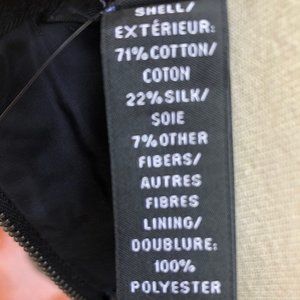 SHELL/
EXTÉRIEUR:
71% COTTON/
COTON
22% SILK/
SOIE
7% OTHER
FIBERS/
AUTRES
FIBRES
LINING/
DOUBLURE:
100%
POLYESTER